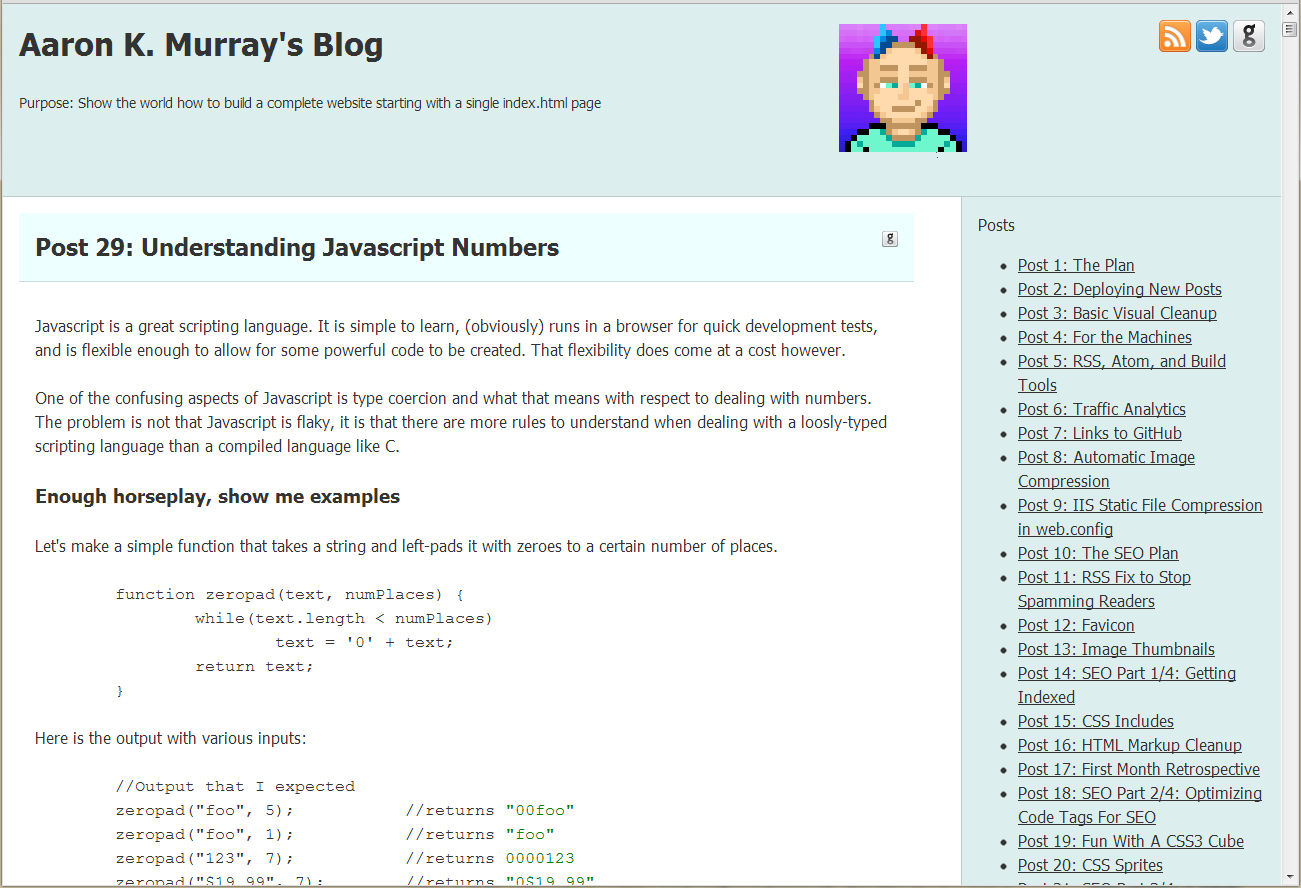 Aaron K. Murray's Blog
Purpose: Show the world how to build a complete website starting with a single index.html page
g
Post 29: Understanding Javascript Numbers
g
Javascript is a great scripting language. It is simple to learn, (obviously) runs in a browser for quick development tests,
and is flexible enough to allow for some powerful code to be created. That flexibility does come at a cost however.
One of the confusing aspects of Javascript is type coercion and what that means with respect to dealing with numbers.
The problem is not that Javascript is flaky, it is that there are more rules to understand when dealing with a loosly-typed
scripting language than a compiled language like C.
Enough horseplay, show me examples
Let's make a simple function that takes a string and left-pads it with zeroes to a certain number of places.
function zeropad(text, numPlaces) {
while(text.length < numPlaces)
text = '0' + text;
return text;
}
Here is the output with various inputs:
//Output that I expected
zeropad("foo", 5); //returns "00foo"
zeropad("foo", 1); //returns "foo"
zeropad("123", 7); //returns 0000123
zeropad("$19.99", 7); //returns "0$19.99"
Posts
Post 1: The Plan
Post 2: Deploying New Posts
Post 3: Basic Visual Cleanup
Post 4: For the Machines
Post 5: RSS, Atom, and Build
Tools
Post 6: Traffic Analytics
Post 7: Links to GitHub
Post 8: Automatic Image
Compression
Post 9: IIS Static File Compression
in web.config
Post 10: The SEO Plan
Post 11: RSS Fix to Stop
Spamming Readers
Post 12: Favicon
Post 13: Image Thumbnails
Post 14: SEO Part 1/4: Getting
Indexed
Post 15: CSS Includes
Post 16: HTML Markup Cleanup
Post 17: First Month Retrospective
Post 18: SEO Part 2/4: Optimizing
Code Tags For SEO
Post 19: Fun With A CSS3 Cube
Post 20: CSS Sprites